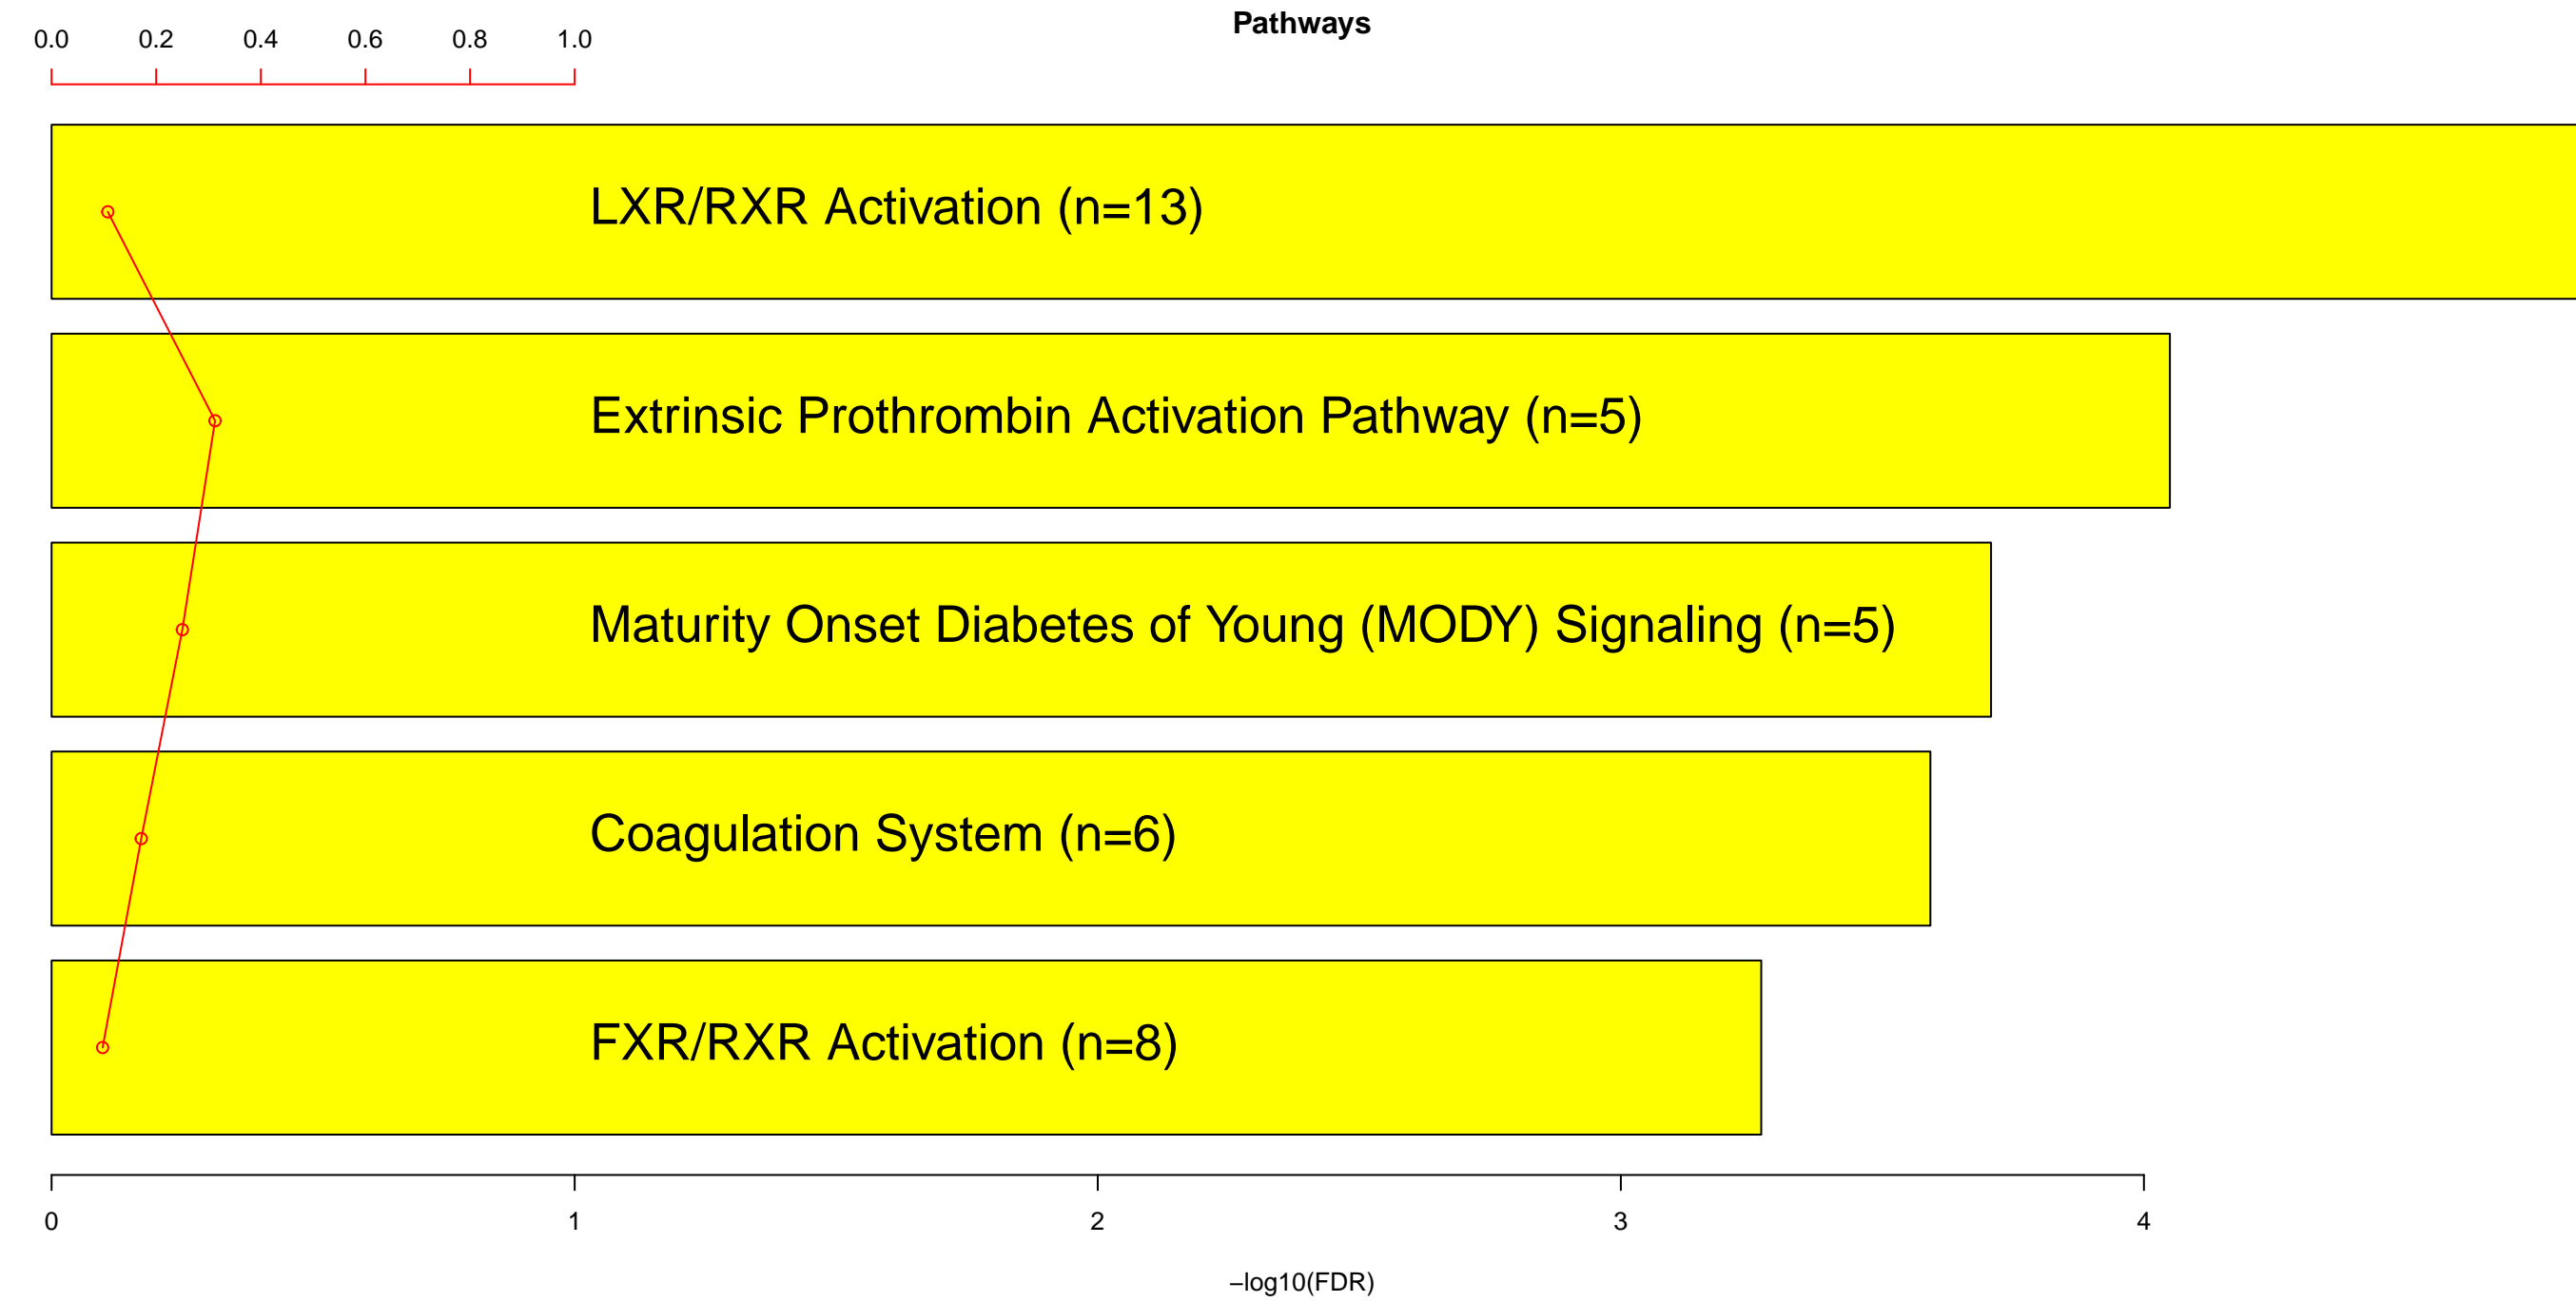 Pathways
0.0 0.2 0.4 0.6 0.8 1.0
LXR/RXR Activation (n=13)
Extrinsic Prothrombin Activation Pathway (n=5)
Maturity Onset Diabetes of Young (MODY) Signaling (n=5)
Coagulation System (n=6)
FXR/RXR Activation (n=8)
0 1 2 3 4
−log10(FDR)